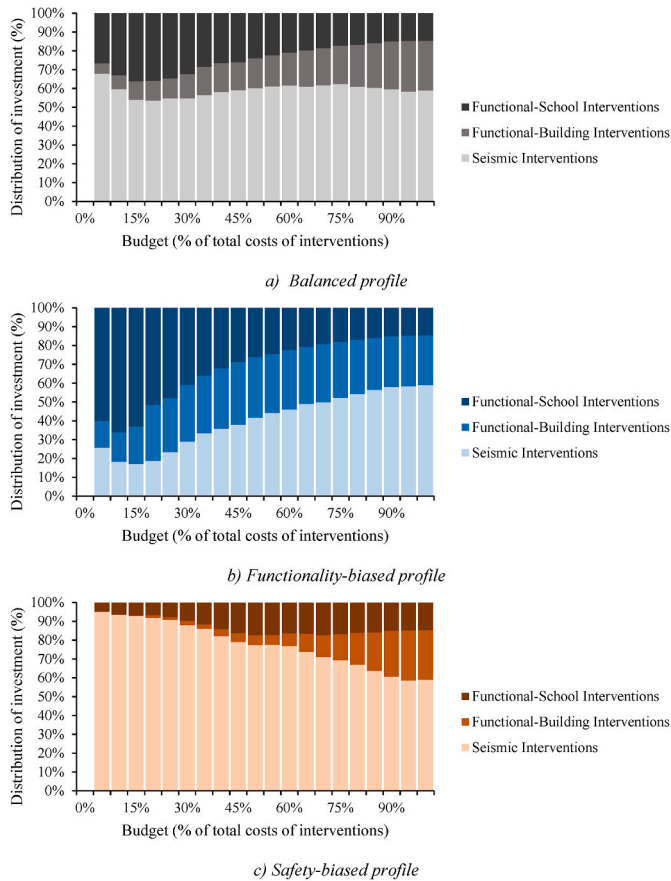 100%
90%
80%
70%
60%
50%
40%
30%
20%
10%
0%
Distribution of investment (%)
0% 15% 30% 45% 60% 75% 90%
Budget (% of total costs of interventions)
Functional-School Interventions
Functional-Building Interventions
Seismic Interventions
a) Balanced profile
100%
90%
80%
70%
60%
50%
40%
30%
20%
10%
0%
Distribution of investment (%)
0% 15% 30% 45% 60% 75% 90%
Budget (% of total costs of interventions)
Functional-School Interventions
Functional-Building Interventions
Seismic Interventions
b) Functionality-biased profile
100%
90%
80%
70%
60%
50%
40%
30%
20%
10%
0%
Distribution of investment (%)
0% 15% 30% 45% 60% 75% 90%
Budget (% of total costs of interventions)
Functional-School Interventions
Functional-Building Interventions
Seismic Interventions
c) Safety-biased profile